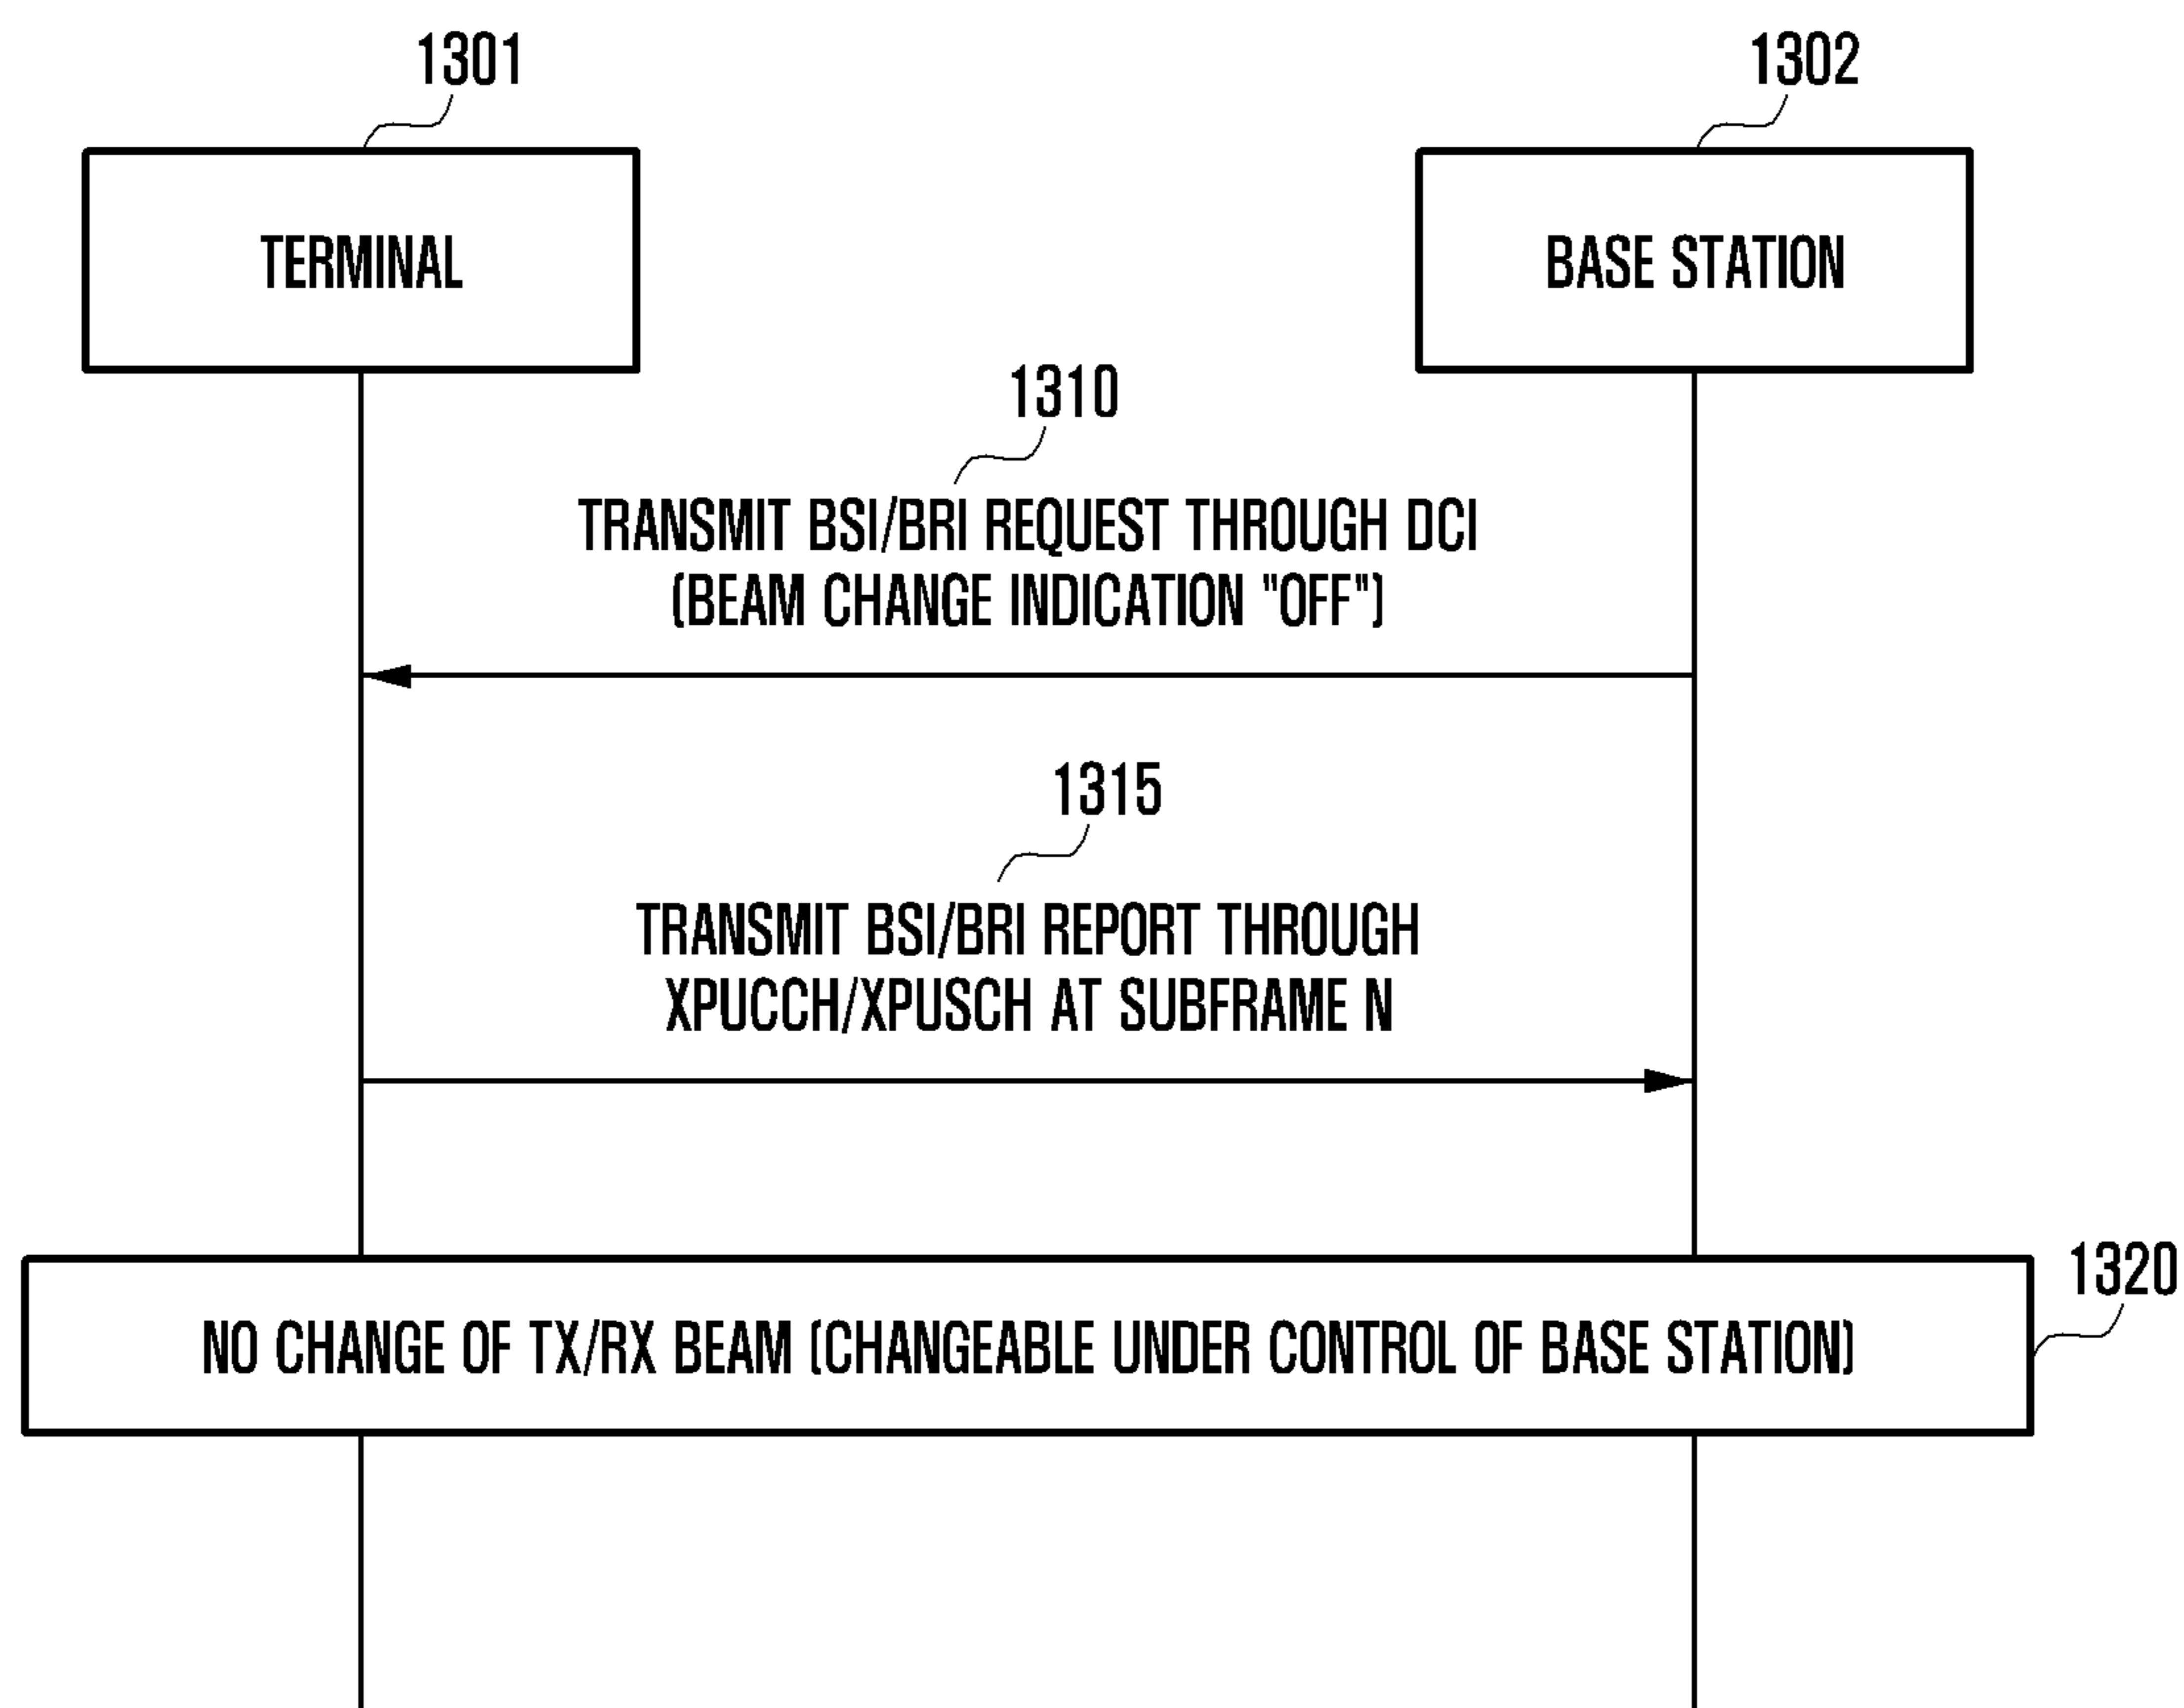 1301
1302
TERMINAL
BASE STATION
1310
TRANSMIT BSI/BRI REQUEST THROUGH DCI
(BEAM CHANGE INDICATION "OFF")
1315
TRANSMIT BSI/BRI REPORT THROUGH
XPUCCH/XPUSCH AT SUBFRAME N
1320
NO CHANGE OF TX/RX BEAM (CHANGEABLE UNDER CONTROL OF BASE STATION)